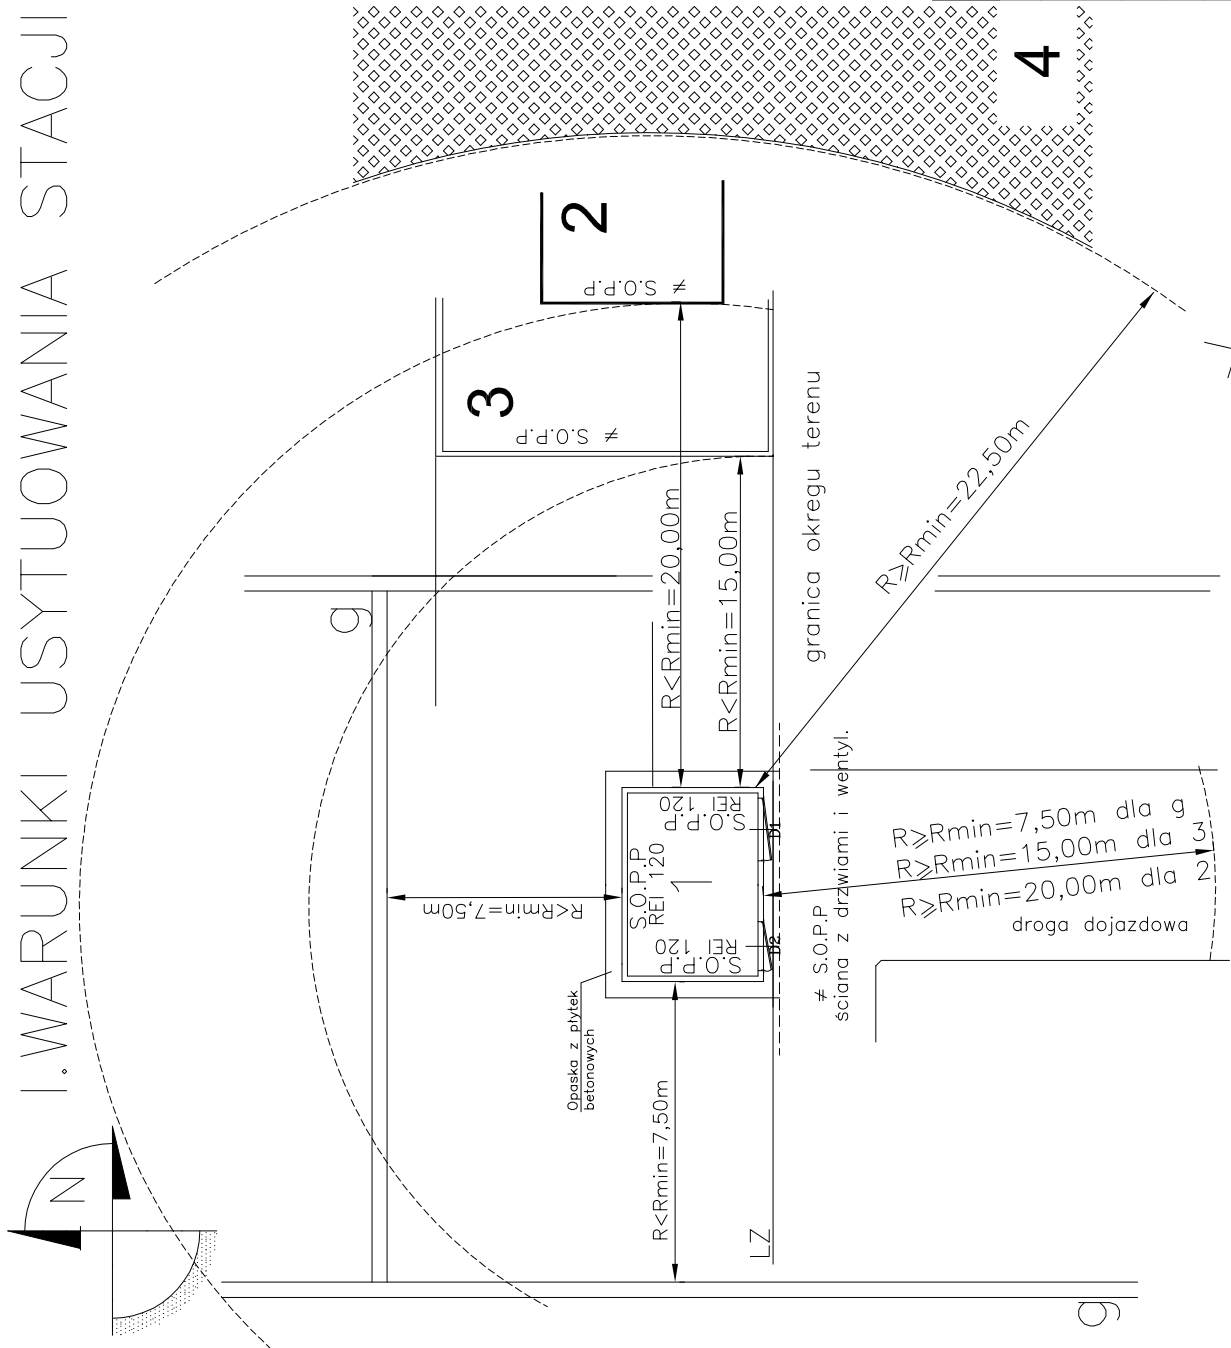 I.WARUNKI USYTUOWANIA STACJI
N
4
2
≠ S.O.P.P
3
≠ S.O.P.P
g
R<Rmin=20,00m
R<Rmin=15,00m
granica okregu terenu
R⩾Rmin=22,50m
R<Rmin=7,50m
S.O.P.P
REI 120
S.O.P.P
REI 120
S.O.P.P
REI 120
1
D1
D2
≠ S.O.P.P
ściana z drzwiami i wentyl.
R⩾Rmin=7,50m dla g
R⩾Rmin=15,00m dla 3
R⩾Rmin=20,00m dla 2
droga dojazdowa
Opaska z płytek
betonowych
R<Rmin=7,50m
LZ
g